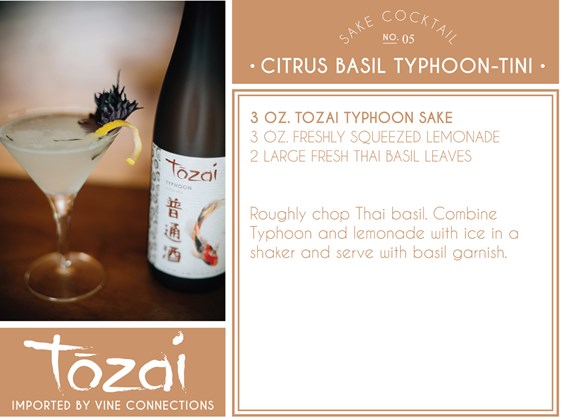 SAKE COCKTAIL
NO. 05
• CITRUS BASIL TYPHOON-TINI •
3 OZ. TOZAI TYPHOON SAKE
3 OZ. FRESHLY SQUEEZED LEMONADE
2 LARGE FRESH THAI BASIL LEAVES
Roughly chop Thai basil. Combine
Typhoon and lemonade with ice in a
shaker and serve with basil garnish.
Tōzai
TYPHOON
普通酒
Tōzai
IMPORTED BY VINE CONNECTIONS